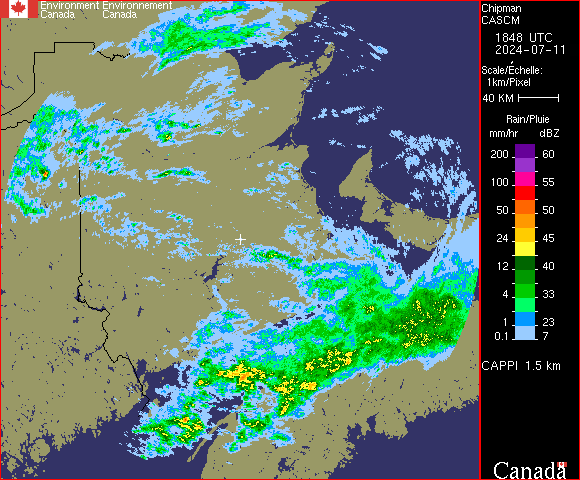 Environment Environnement
Canada Canada
Chipman
CASCM
1848 UTC
2024-07-11
Scale/Échelle:
1km/Pixel
40 KM
Rain/Pluie
mm/hr dBZ
200 60
100 55
50 50
24 45
12 40
4 33
1 23
0.1 7
CAPPI 1.5 km
Canada